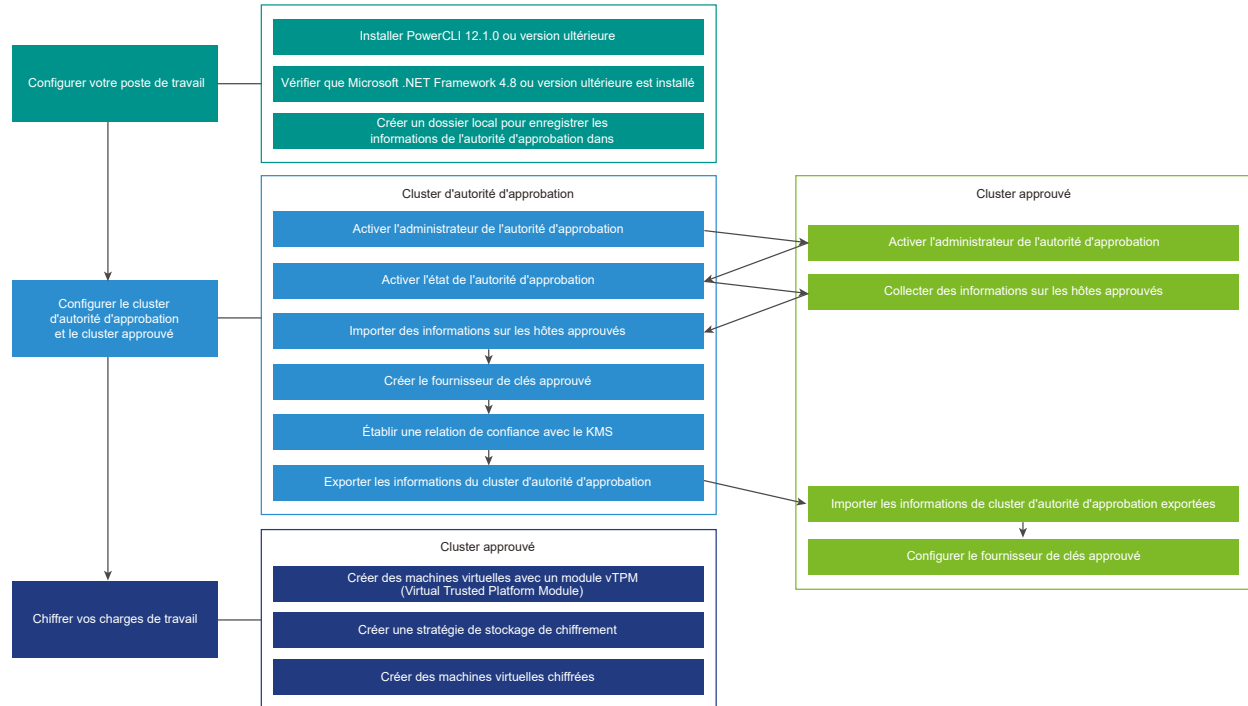 Configurer votre poste de travail
Installer PowerCLI 12.1.0 ou version ultérieure
Vérifier que Microsoft .NET Framework 4.8 ou version ultérieure est installé
Créer un dossier local pour enregistrer les
informations de l'autorité d'approbation dans
Configurer le cluster
d'autorité d'approbation
et le cluster approuvé
Cluster d'autorité d'approbation
Activer l'administrateur de l'autorité d'approbation
Activer l'état de l'autorité d'approbation
Importer des informations sur les hôtes approuvés
Créer le fournisseur de clés approuvé
Établir une relation de confiance avec le KMS
Exporter les informations du cluster d'autorité d'approbation
Cluster approuvé
Activer l'administrateur de l'autorité d'approbation
Collecter des informations sur les hôtes approuvés
Importer les informations de cluster d'autorité d'approbation exportées
Configurer le fournisseur de clés approuvé
Chiffrer vos charges de travail
Cluster approuvé
Créer des machines virtuelles avec un module vTPM
(Virtual Trusted Platform Module)
Créer une stratégie de stockage de chiffrement
Créer des machines virtuelles chiffrées